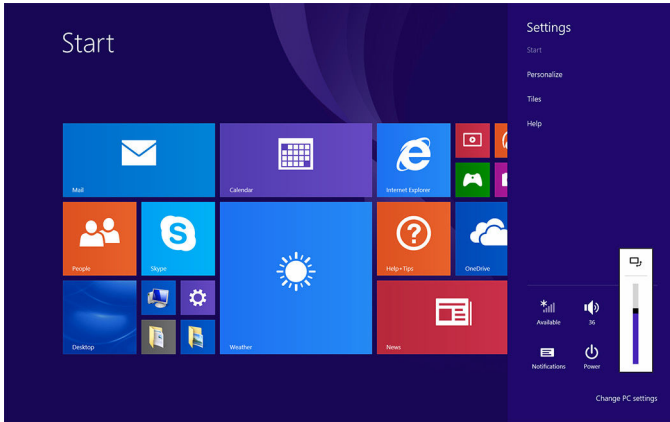 Start
Settings
Start
Personalize
Tiles
Help
Mail
Calendar
Internet Explorer
People
Skype
Weather
Help+Tips
OneDrive
Desktop
News
Available
36
Notifications
Power
Change PC settings